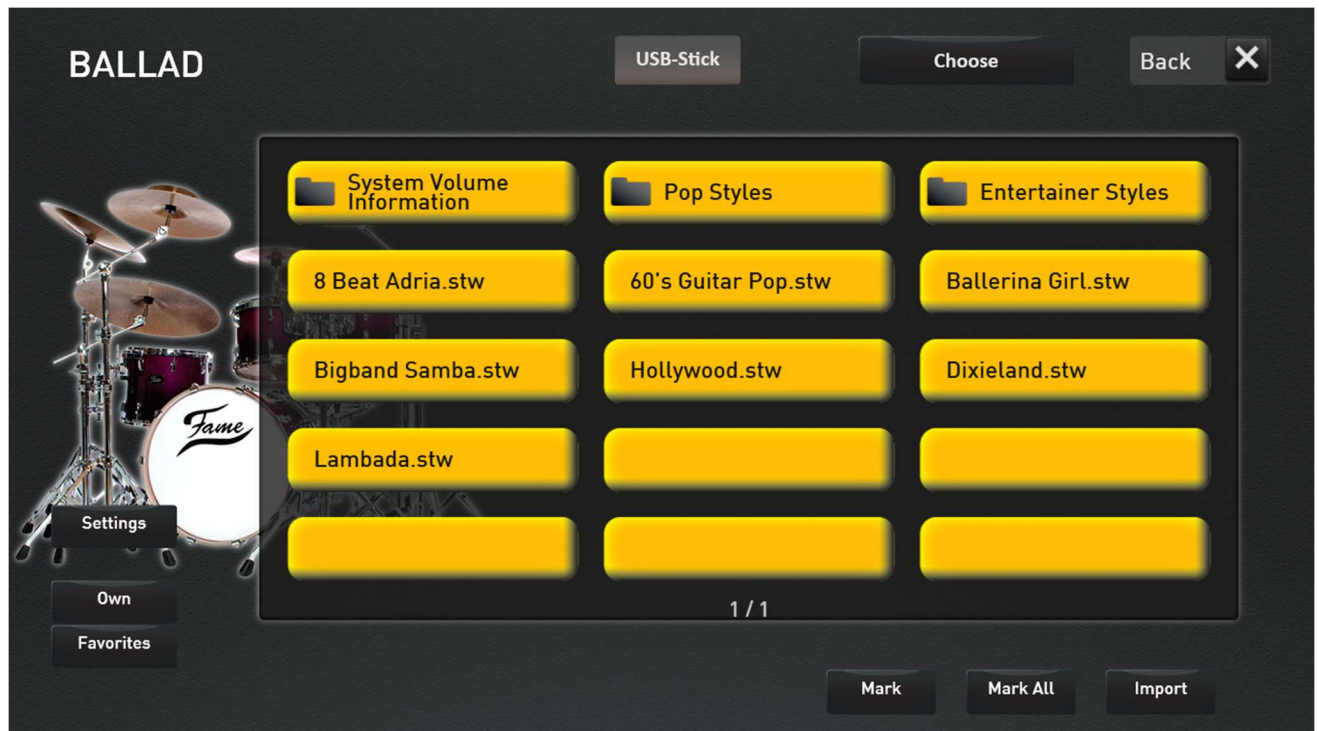 BALLAD
USB-Stick
Choose
Back
System Volume
Information
Pop Styles
Entertainer Styles
8 Beat Adria.stw
60's Guitar Pop.stw
Ballerina Girl.stw
Bigband Samba.stw
Hollywood.stw
Dixieland.stw
Fame
Lambada.stw
Settings
Own
1 / 1
Favorites
Mark
Mark All
Import